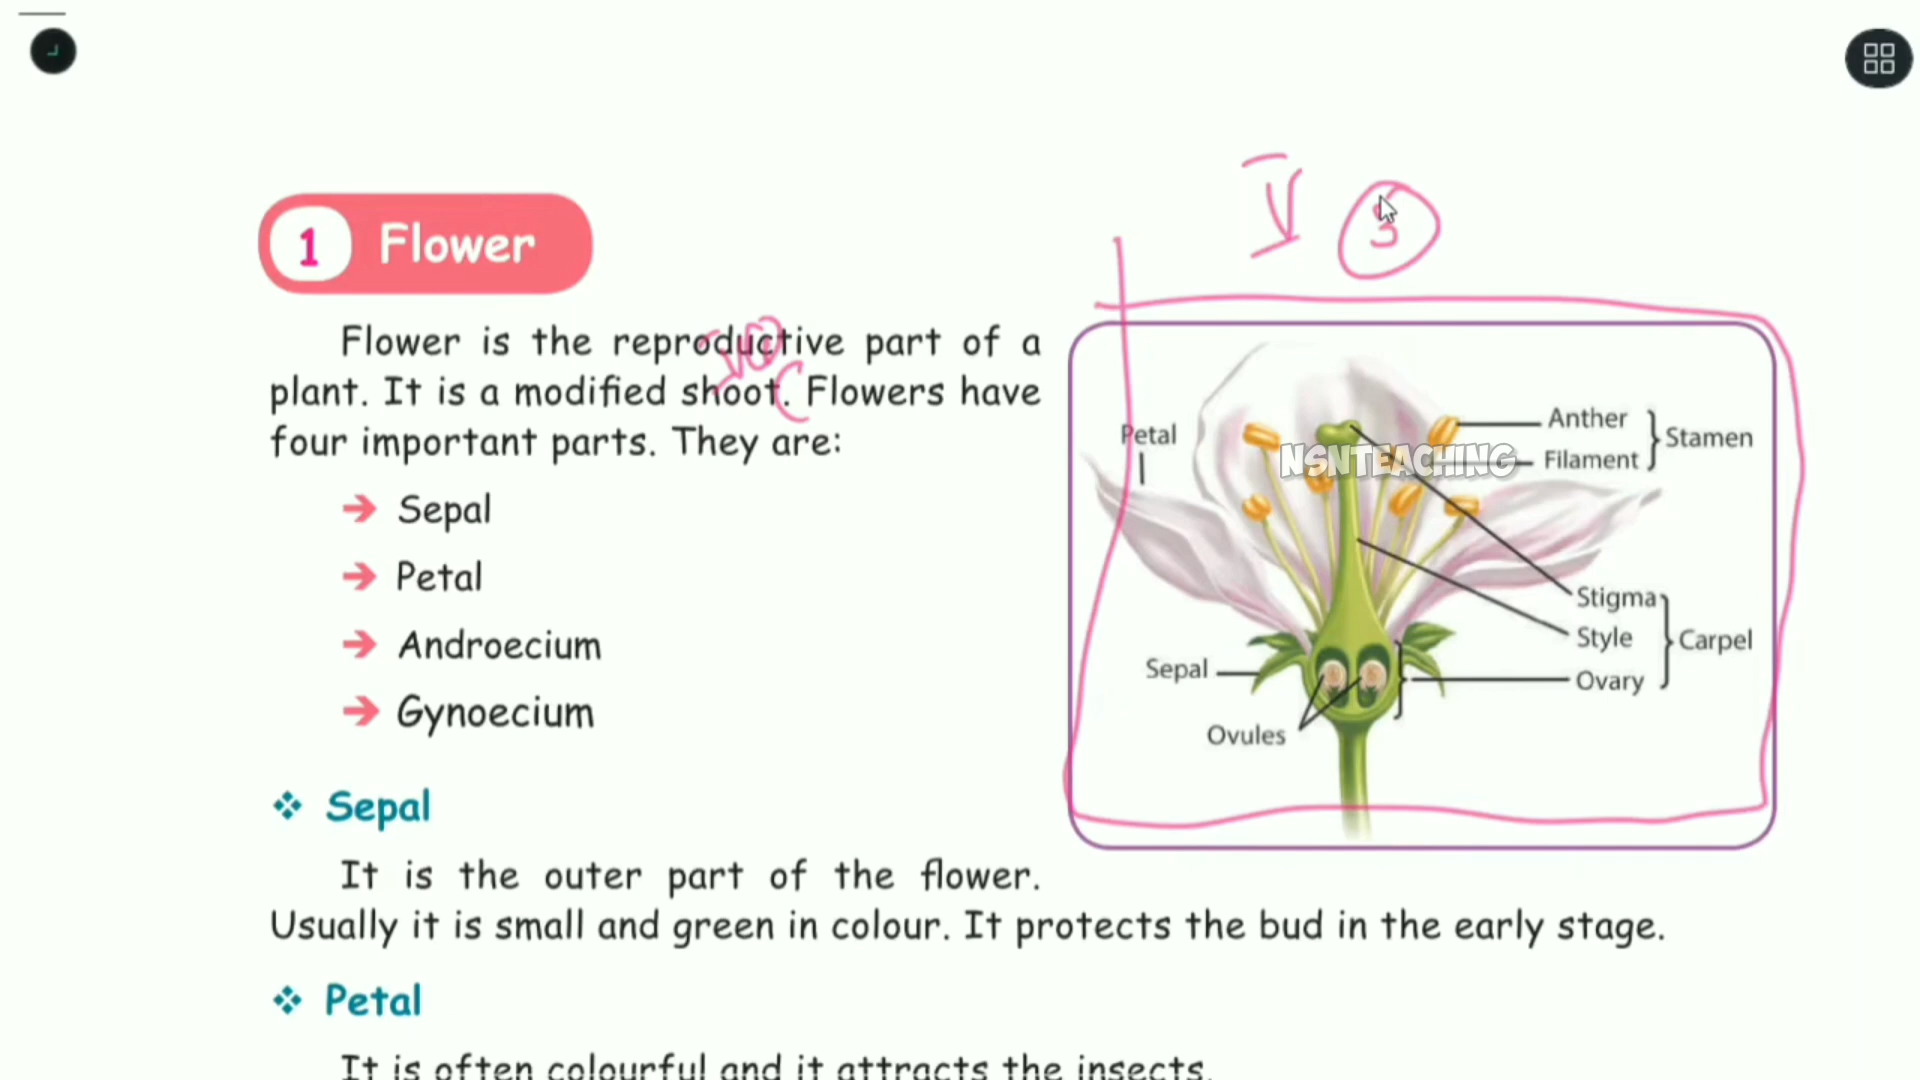 1 Flower
Flower is the reproductive part of a
plant. It is a modified shoot. Flowers have
four important parts. They are:
Sepal
Petal
Androecium
Gynoecium
Sepal
It is the outer part of the flower.
Usually it is small and green in colour. It protects the bud in the early stage.
Petal
It is often colourful and it attracts the insects.
IV
Petal
Anther
Filament
Stamen
NSNTEACHING
Stigma
Style
Ovary
Carpel
Sepal
Ovules